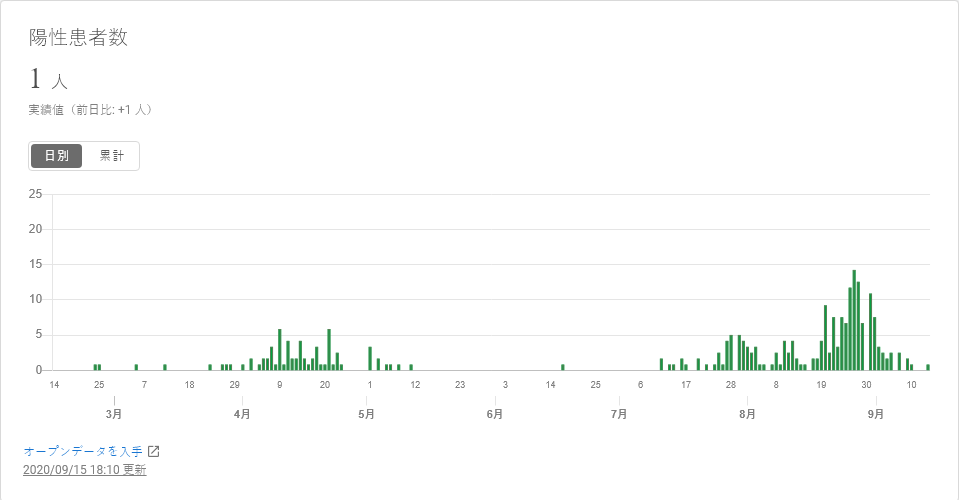 陽性患者数
1 人
実績値（前日比: +1 人）
日別 累計
25
20
15
10
5
0
14 25 7 18 29 9 20 1 12 23 3 14 25 6 17 28 8 19 30 10
3月 4月 5月 6月 7月 8月 9月
オープンデータを入手
2020/09/15 18:10 更新